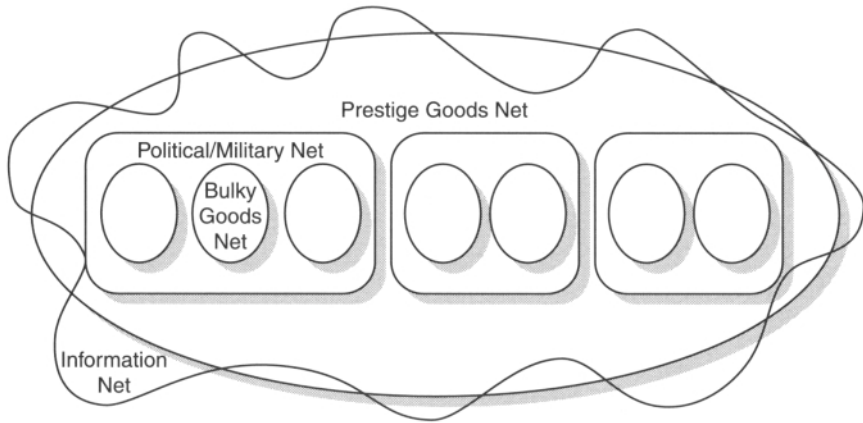 Prestige Goods Net
Political/Military Net
Bulky
Goods
Net
Information
Net